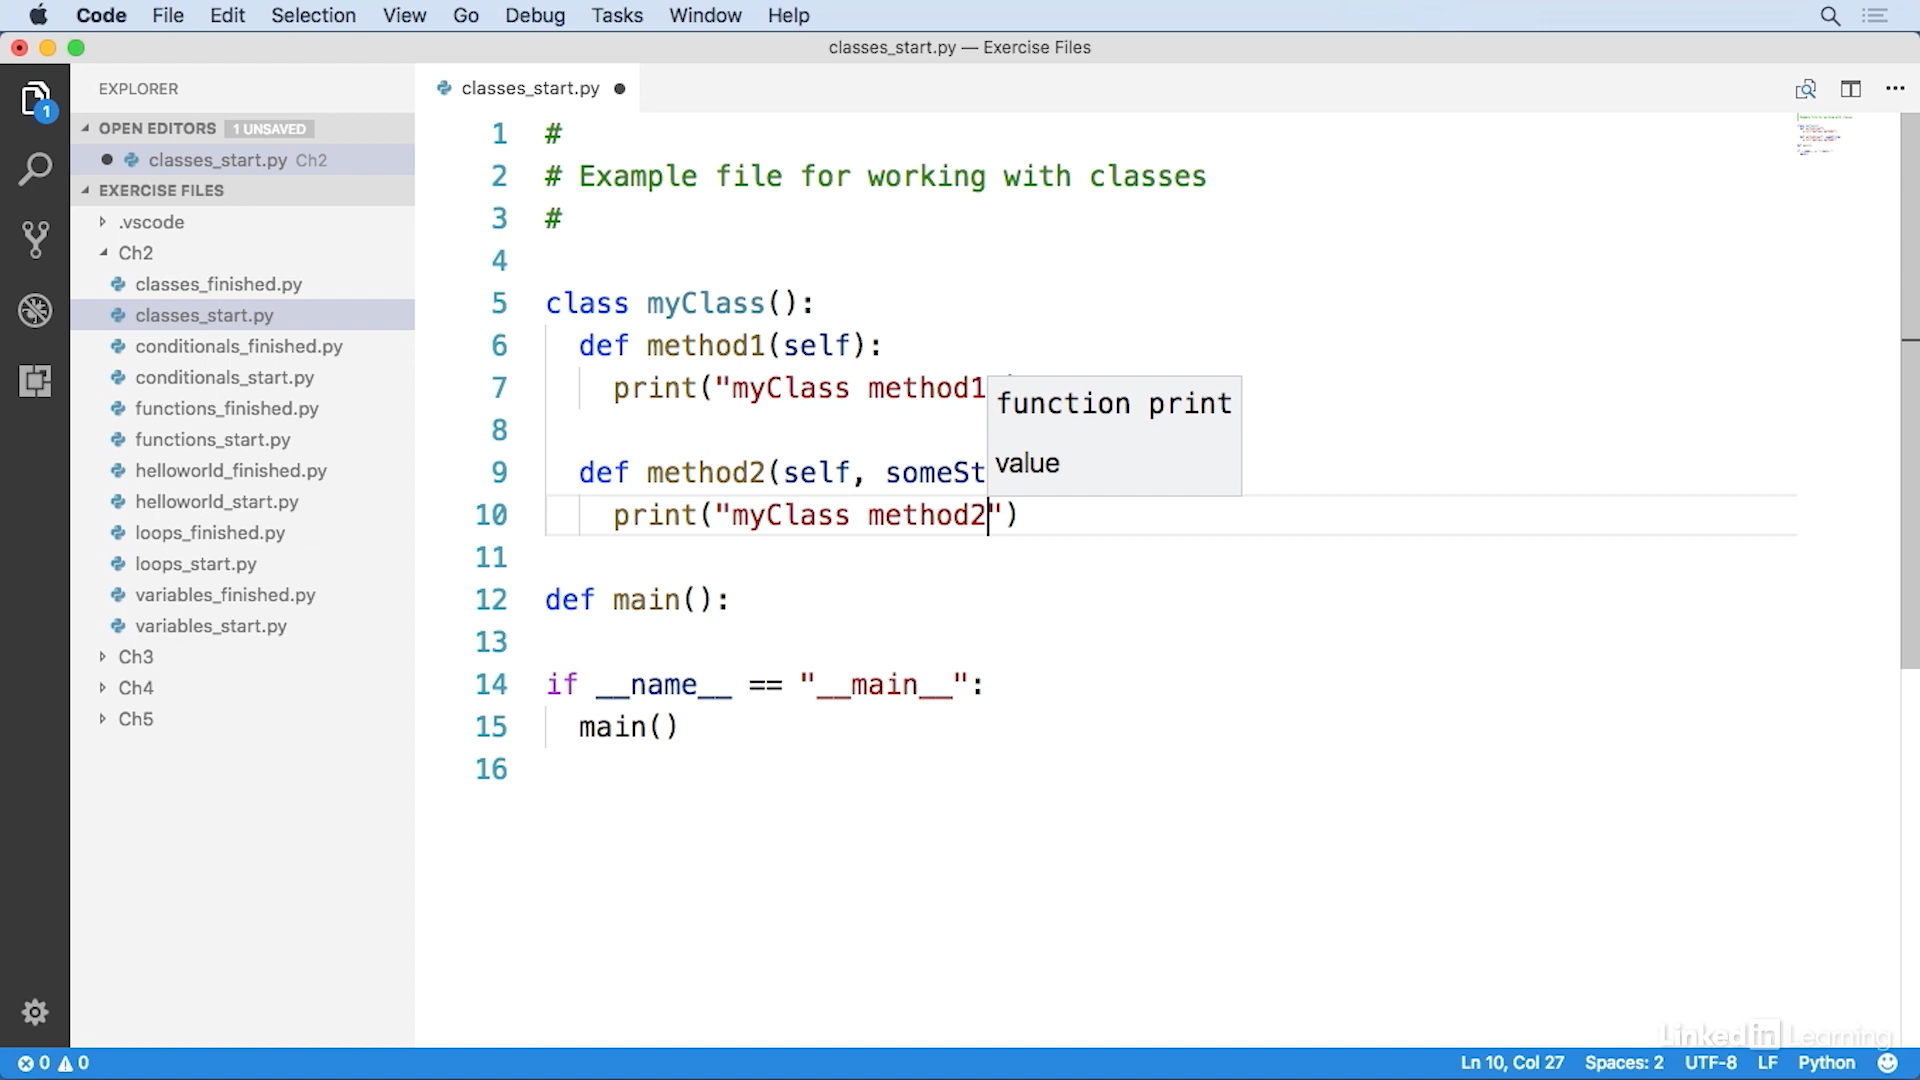 Code File Edit Selection View Go Debug Tasks Window Help
classes_start.py — Exercise Files
1
EXPLORER
OPEN EDITORS 1 UNSAVED
classes_start.py Ch2
EXERCISE FILES
.vscode
Ch2
classes_finished.py
classes_start.py
conditionals_finished.py
conditionals_start.py
functions_finished.py
functions_start.py
helloworld_finished.py
helloworld_start.py
loops_finished.py
loops_start.py
variables_finished.py
variables_start.py
Ch3
Ch4
Ch5
classes_start.py
1 #
2 # Example file for working with classes
3 #
4
5 class myClass():
6 def method1(self):
7 print("myClass method1
8
9 def method2(self, someSt
10 print("myClass method2")
11
12 def main():
13
14 if __name__ == "__main__":
15 main()
16
function print
value
Linked in Learning
0 0 Ln 10, Col 27 Spaces: 2 UTF-8 LF Python